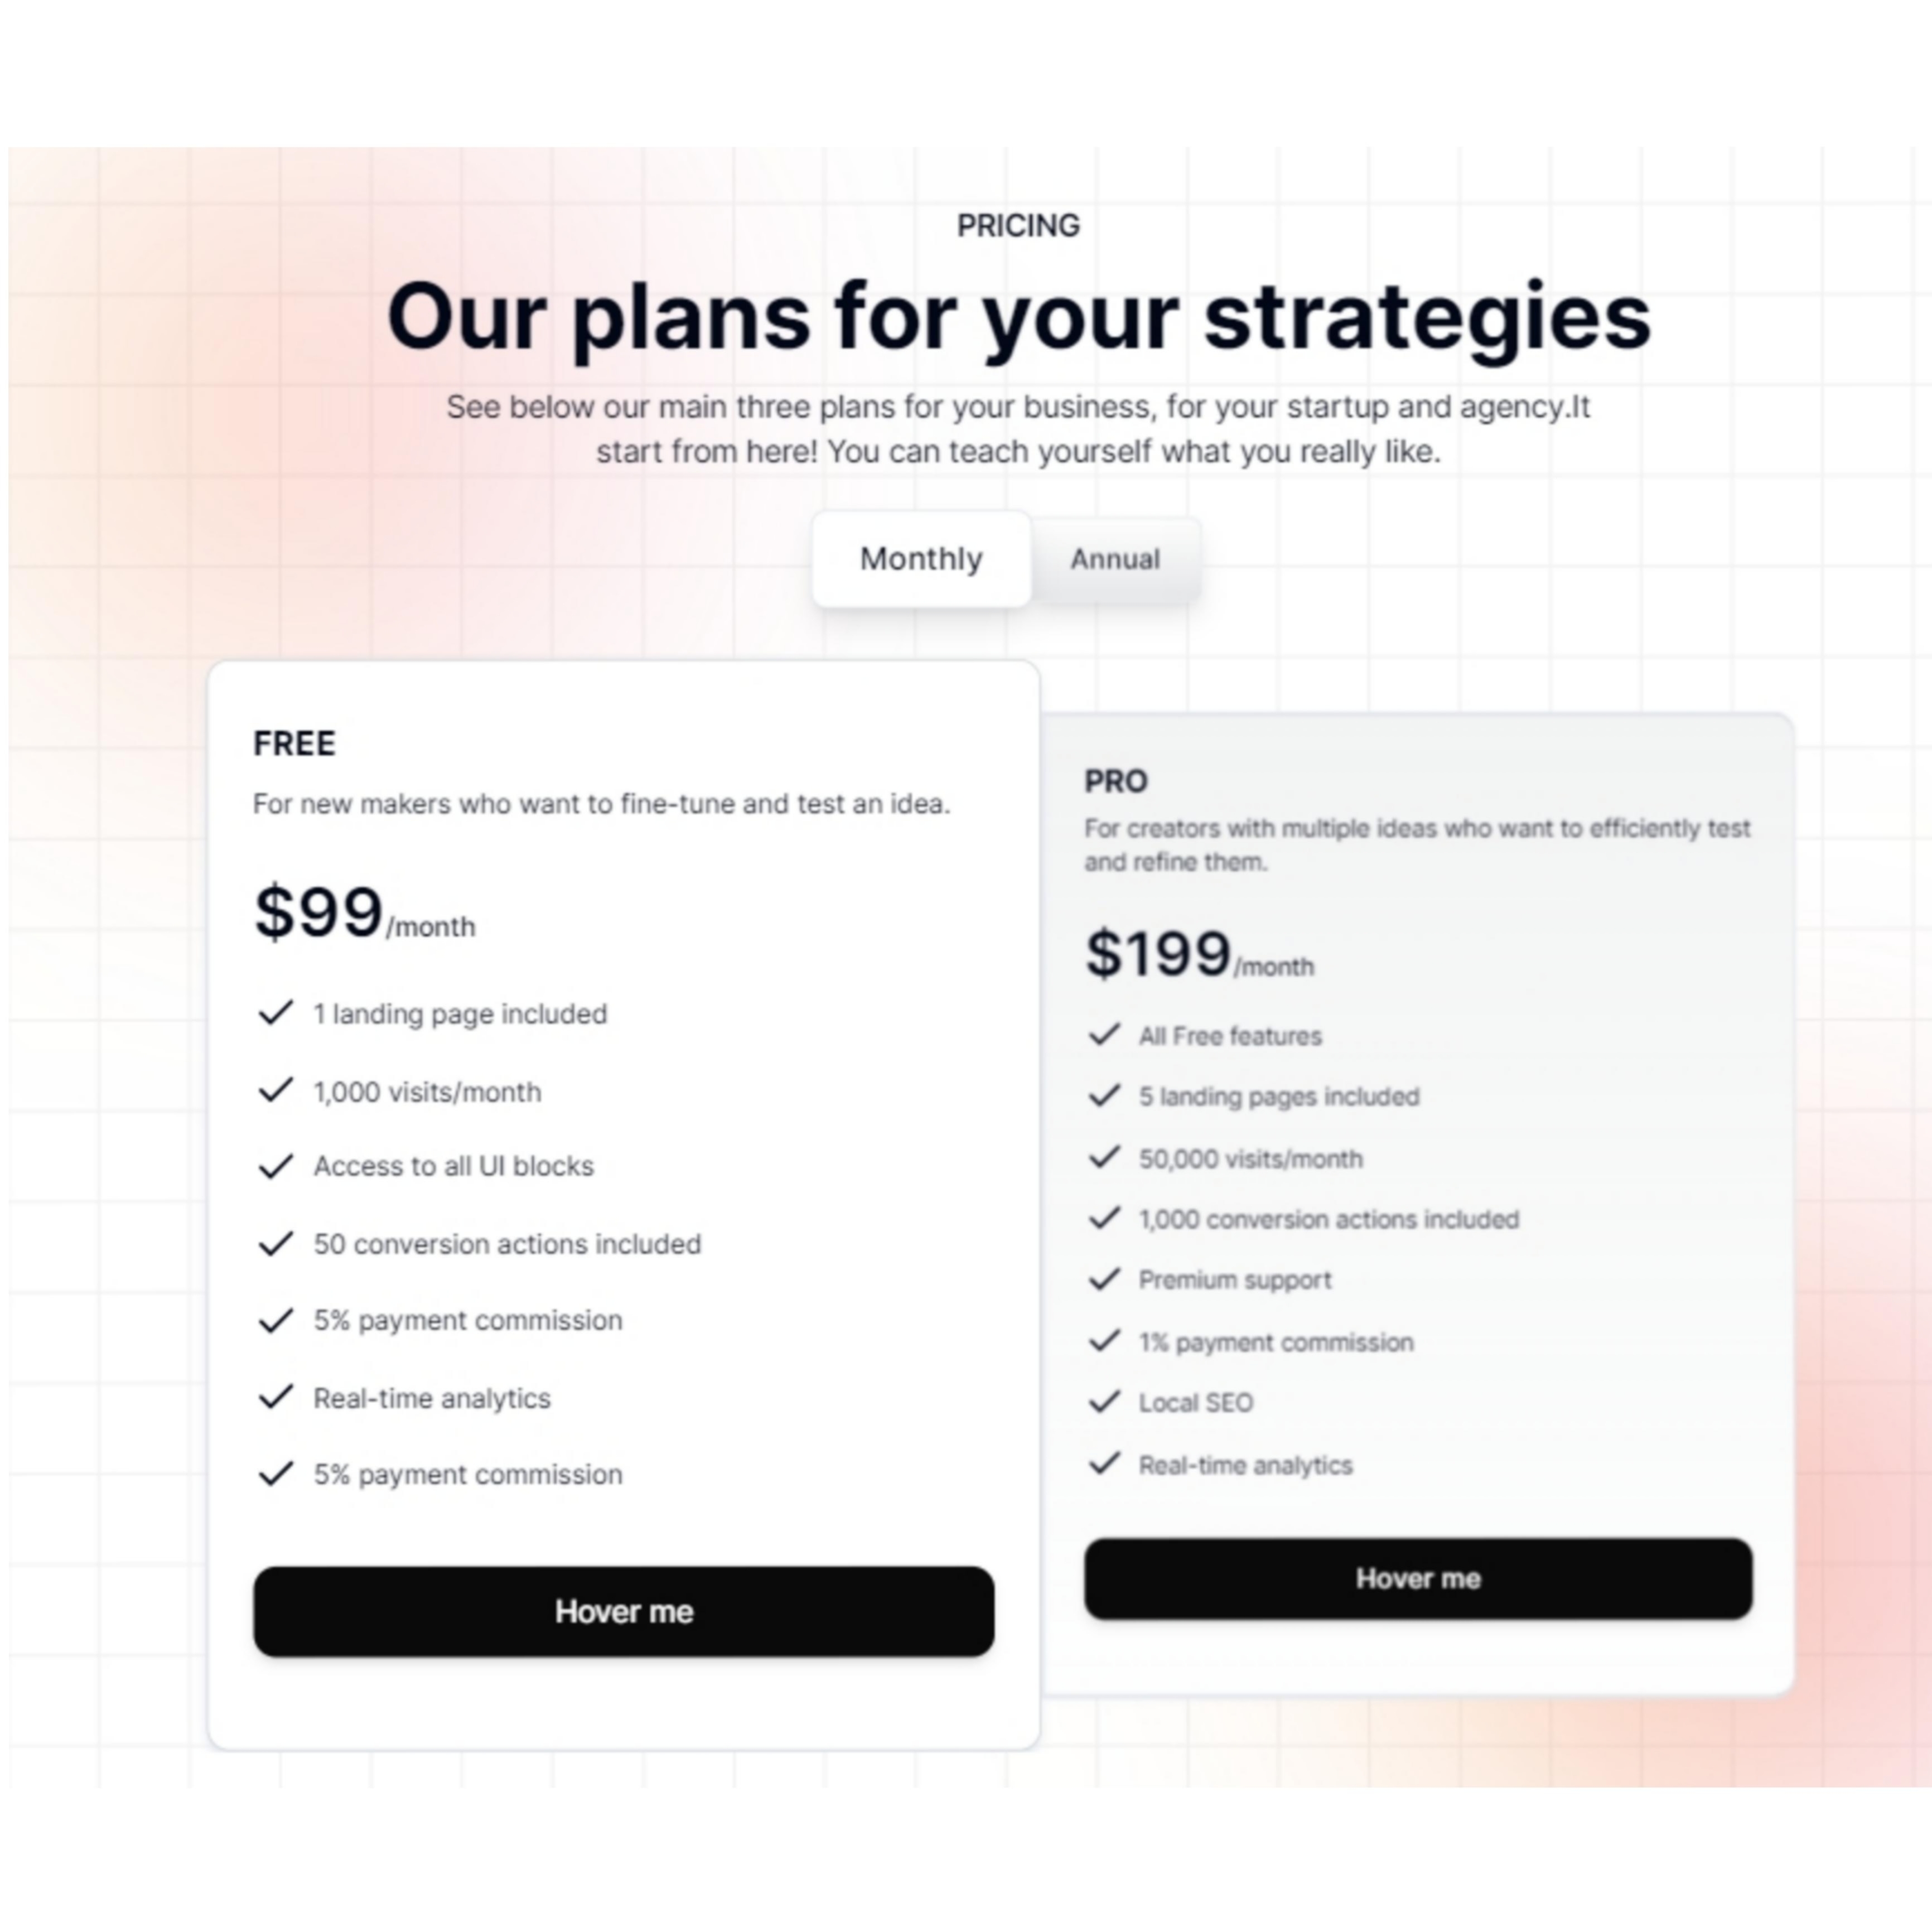 PRICING
Our plans for your strategies
See below our main three plans for your business, for your startup and agency.It
start from here! You can teach yourself what you really like.
Monthly
Annual
FREE
For new makers who want to fine-tune and test an idea.
$99/month
1 landing page included
1,000 visits/month
Access to all UI blocks
50 conversion actions included
5% payment commission
Real-time analytics
5% payment commission
Hover me
PRO
For creators with multiple ideas who want to efficiently test
and refine them.
$199/month
All Free features
5 landing pages included
50,000 visits/month
1,000 conversion actions included
Premium support
1% payment commission
Local SEO
Real-time analytics
Hover me